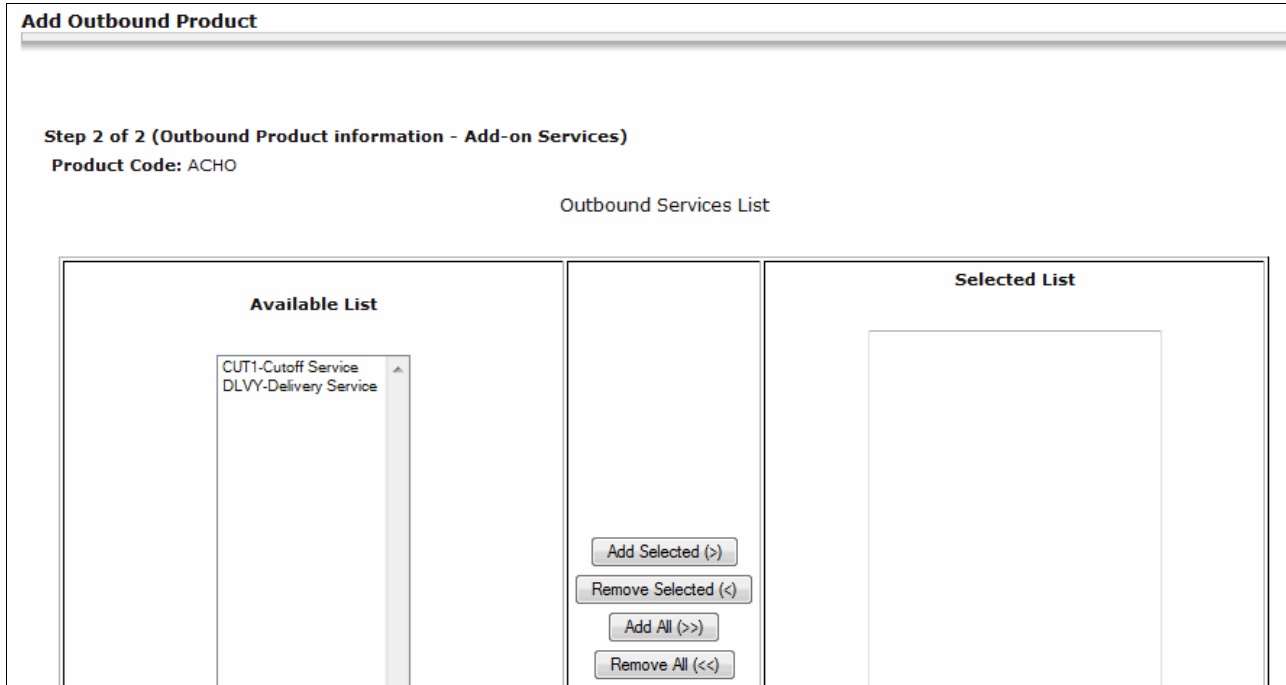 Add Outbound Product
Step 2 of 2 (Outbound Product information - Add-on Services)
Product Code: ACHO
Outbound Services List
Available List
CUT1-Cutoff Service
DLVY-Delivery Service
Add Selected (>)
Remove Selected (<)
Add All (>>)
Remove All (<<)
Selected List